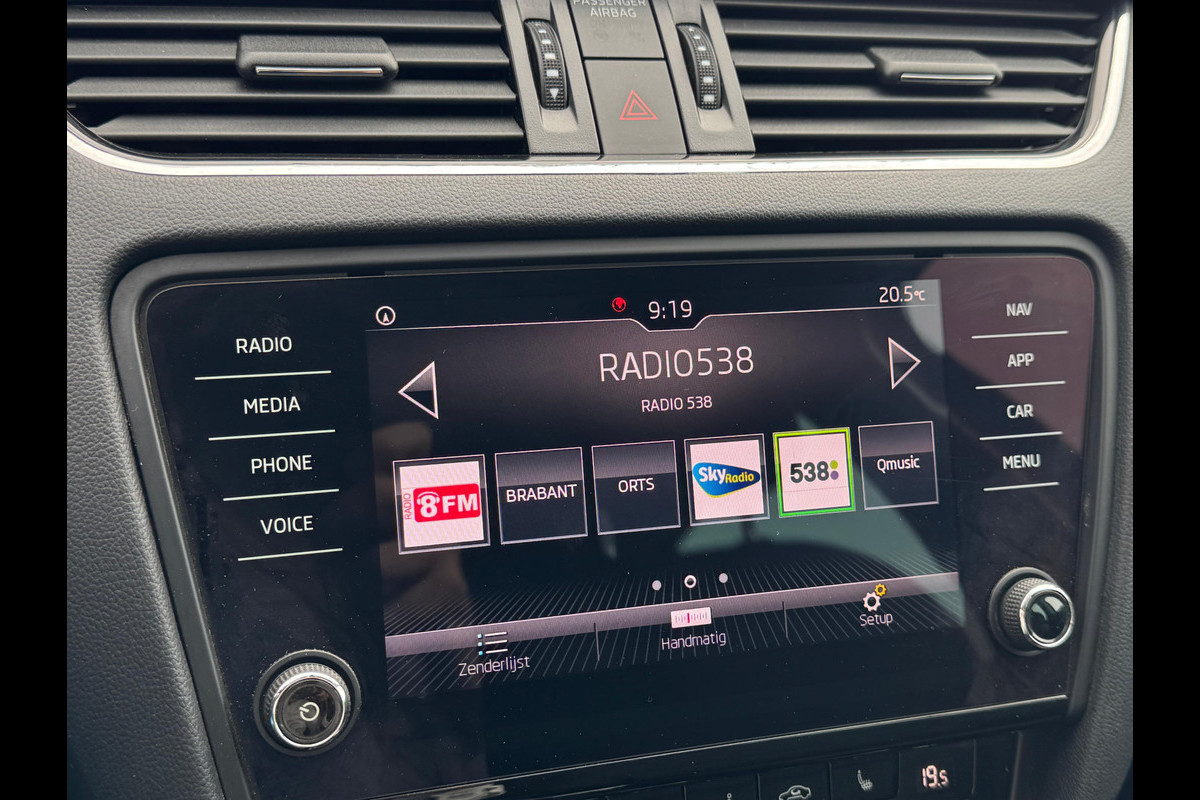 PASSENGER
AIRBAG
9:19
20.5°C
RADIO
MEDIA
PHONE
VOICE
RADIO538
RADIO 538
RADIO 8FM
BRABANT
ORTS
Sky Radio
538
Qmusic
Zenderlijst
Handmatig
Setup
NAV
APP
CAR
MENU
19.5